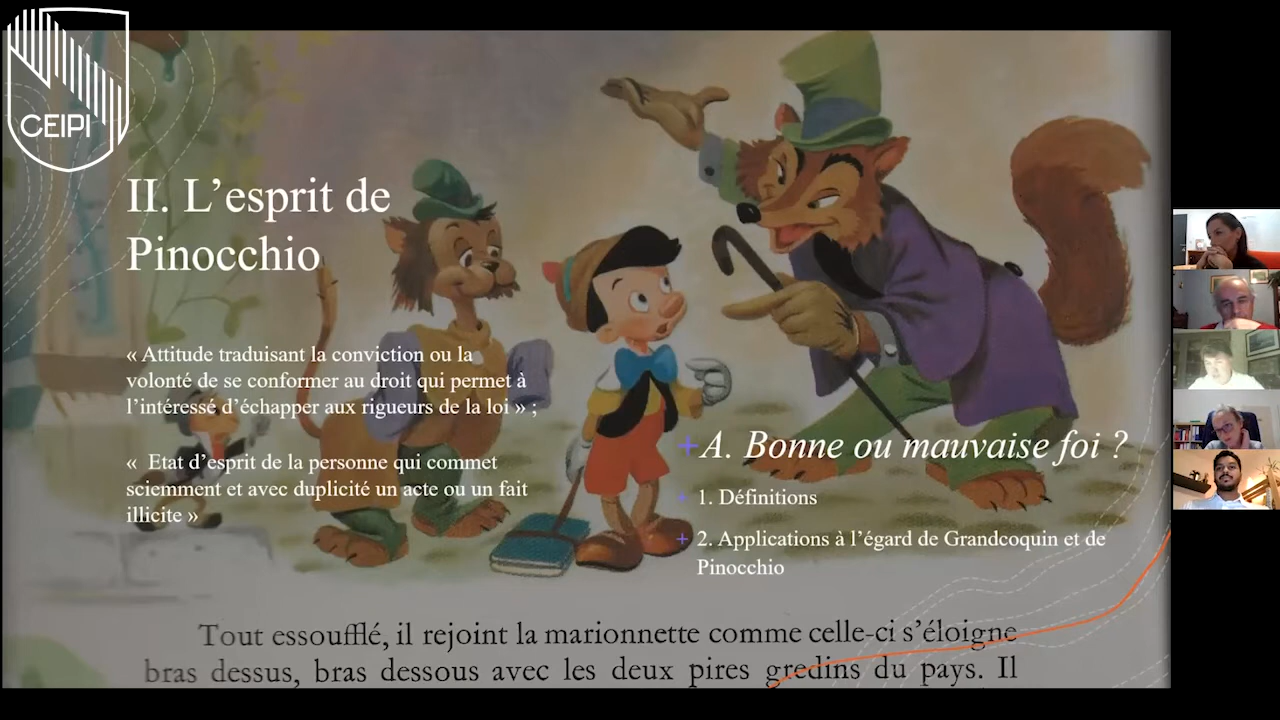 CEIPI
II. L’esprit de
Pinocchio
« Attitude traduisant la conviction ou la
volonté de se conformer au droit qui permet à
l’intéressé d’échapper aux rigueurs de la loi » ;
« Etat d’esprit de la personne qui commet
sciemment et avec duplicité un acte ou un fait
illicite »
+A. Bonne ou mauvaise foi ?
+ 1. Définitions
+ 2. Applications à l’égard de Grandcoquin et de
Pinocchio
Tout essoufflé, il rejoint la marionnette comme celle-ci s’éloigne
bras dessus, bras dessous avec les deux pires gredins du pays. Il